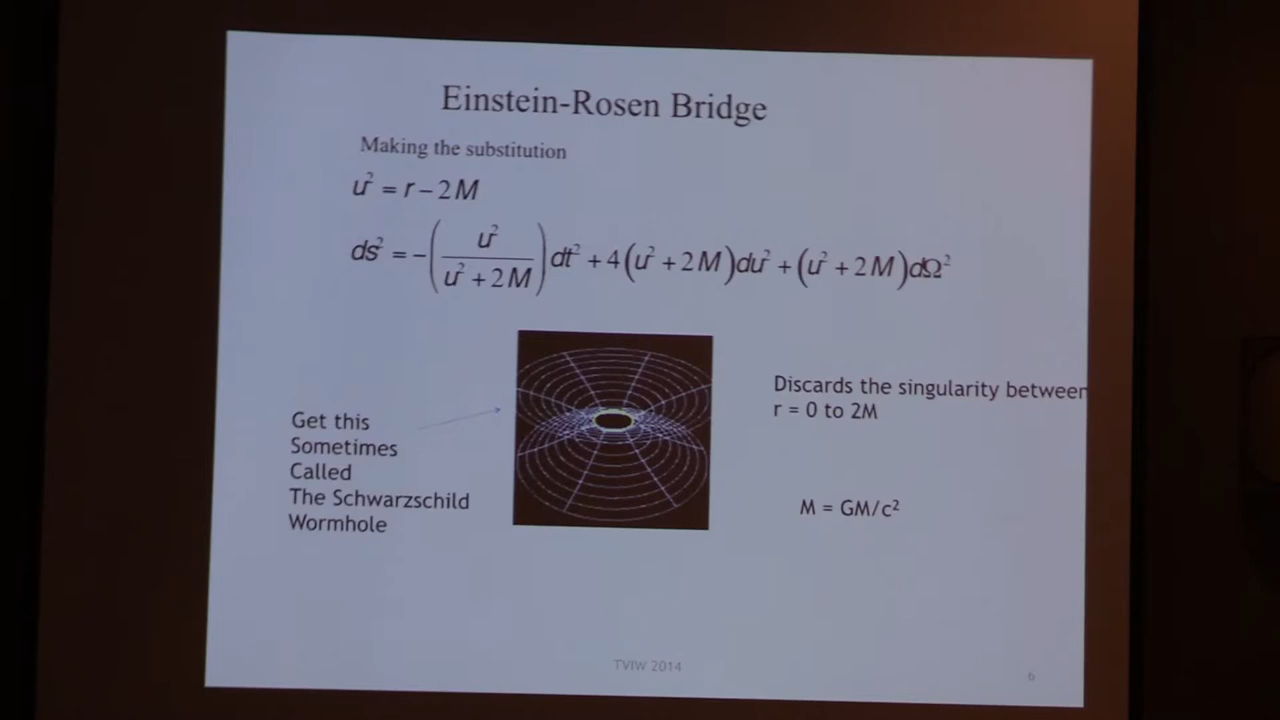 Einstein-Rosen Bridge
Making the substitution
u² = r – 2M
ds² = –(u² / (u² + 2M)) dt² + 4(u² + 2M)du² + (u² + 2M)dΩ²
Discards the singularity between
r = 0 to 2M
Get this
Sometimes
Called
The Schwarzschild
Wormhole
M = GM/c²
TVIW 2014
6